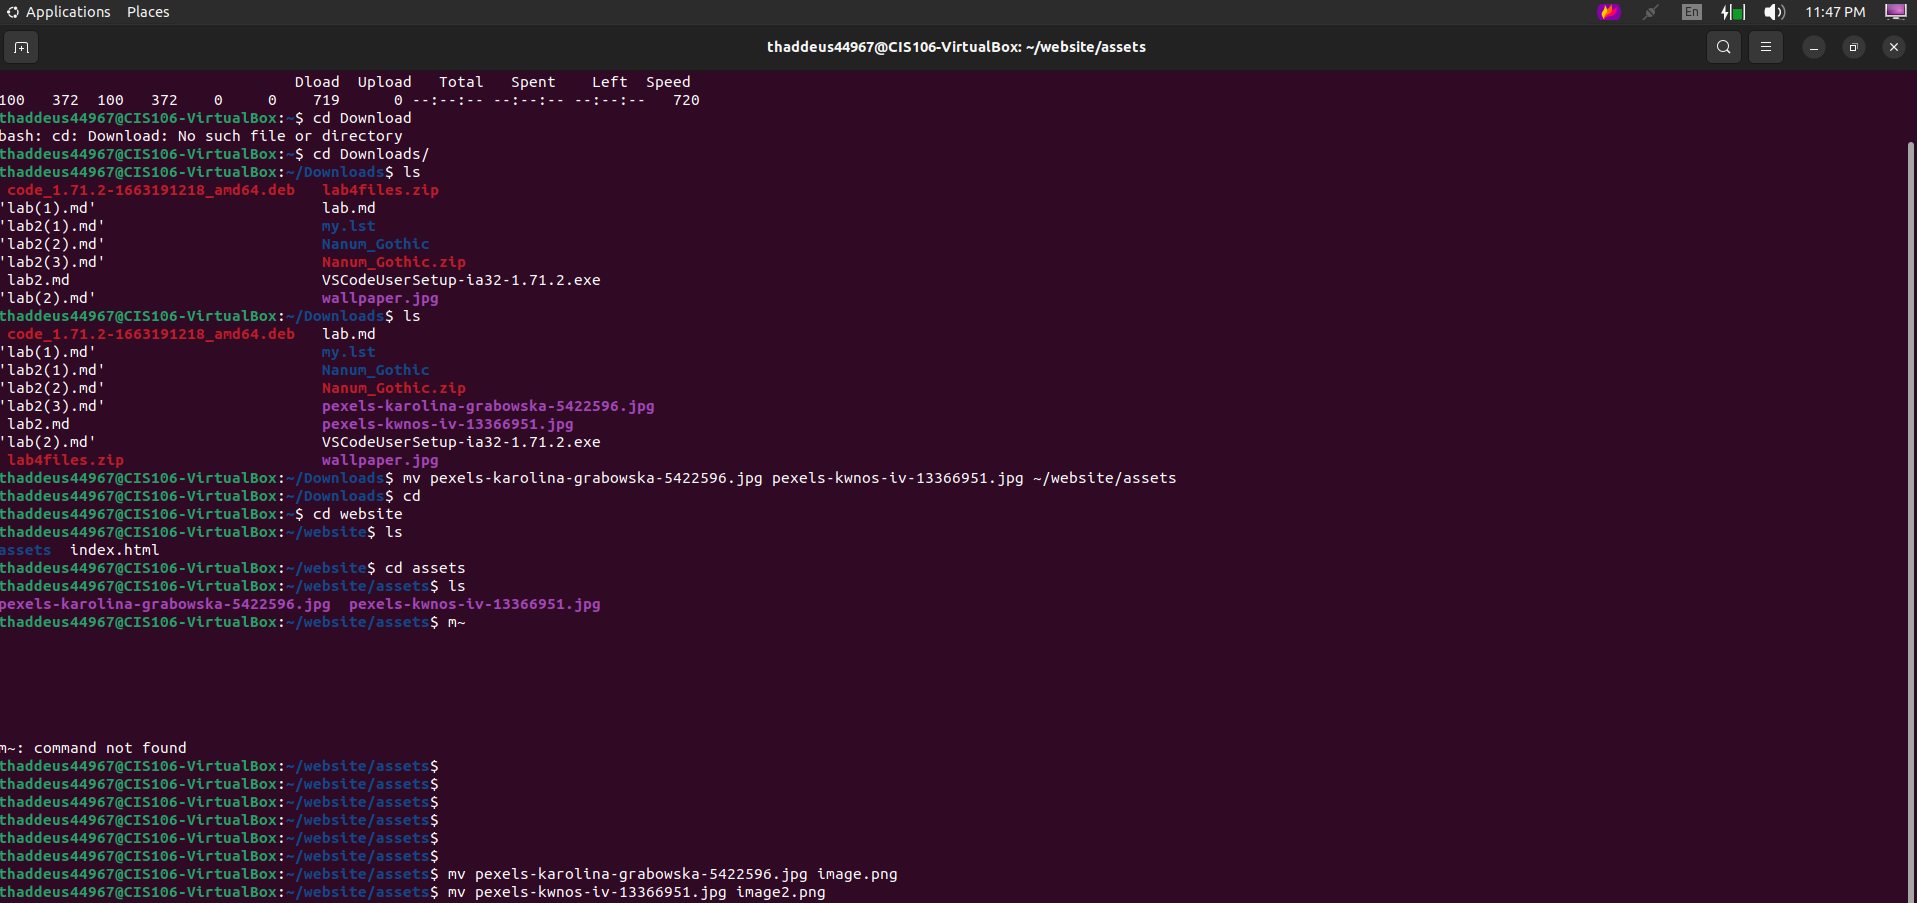 Applications Places En 11:47 PM
thaddeus44967@CIS106-VirtualBox: ~/website/assets
Dload Upload Total Spent Left Speed
100 372 100 372 0 0 719 0 --:--:-- --:--:-- --:--:-- 720
thaddeus44967@CIS106-VirtualBox:~$ cd Download
bash: cd: Download: No such file or directory
thaddeus44967@CIS106-VirtualBox:~$ cd Downloads/
thaddeus44967@CIS106-VirtualBox:~/Downloads$ ls
code_1.71.2-1663191218_amd64.deb lab4files.zip
'lab(1).md' lab.md
'lab2(1).md' my.lst
'lab2(2).md' Nanum_Gothic
'lab2(3).md' Nanum_Gothic.zip
lab2.md VSCodeUserSetup-ia32-1.71.2.exe
'lab(2).md' wallpaper.jpg
thaddeus44967@CIS106-VirtualBox:~/Downloads$ ls
code_1.71.2-1663191218_amd64.deb lab.md
'lab(1).md' my.lst
'lab2(1).md' Nanum_Gothic
'lab2(2).md' Nanum_Gothic.zip
'lab2(3).md' pexels-karolina-grabowska-5422596.jpg
lab2.md pexels-kwnos-iv-13366951.jpg
'lab(2).md' VSCodeUserSetup-ia32-1.71.2.exe
lab4files.zip wallpaper.jpg
thaddeus44967@CIS106-VirtualBox:~/Downloads$ mv pexels-karolina-grabowska-5422596.jpg pexels-kwnos-iv-13366951.jpg ~/website/assets
thaddeus44967@CIS106-VirtualBox:~/Downloads$ cd
thaddeus44967@CIS106-VirtualBox:~$ cd website
thaddeus44967@CIS106-VirtualBox:~/website$ ls
assets index.html
thaddeus44967@CIS106-VirtualBox:~/website$ cd assets
thaddeus44967@CIS106-VirtualBox:~/website/assets$ ls
pexels-karolina-grabowska-5422596.jpg pexels-kwnos-iv-13366951.jpg
thaddeus44967@CIS106-VirtualBox:~/website/assets$ m~
m~: command not found
thaddeus44967@CIS106-VirtualBox:~/website/assets$
thaddeus44967@CIS106-VirtualBox:~/website/assets$
thaddeus44967@CIS106-VirtualBox:~/website/assets$
thaddeus44967@CIS106-VirtualBox:~/website/assets$
thaddeus44967@CIS106-VirtualBox:~/website/assets$
thaddeus44967@CIS106-VirtualBox:~/website/assets$
thaddeus44967@CIS106-VirtualBox:~/website/assets$ mv pexels-karolina-grabowska-5422596.jpg image.png
thaddeus44967@CIS106-VirtualBox:~/website/assets$ mv pexels-kwnos-iv-13366951.jpg image2.png